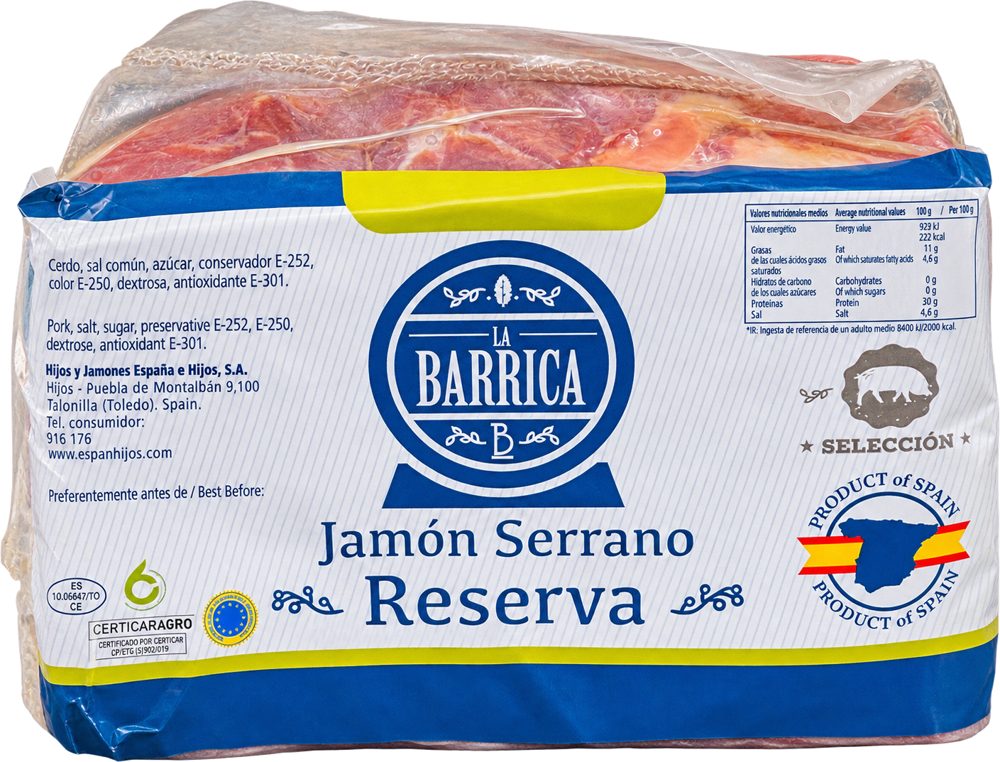 Cerdo, sal común, azúcar, conservador E-252,
color E-250, dextrosa, antioxidante E-301.
Pork, salt, sugar, preservative E-252, E-250,
dextrose, antioxidant E-301.
Hijos y Jamones España e Hijos, S.A.
Hijos - Puebla de Montalbán 9,100
Talonilla (Toledo). Spain.
Tel. consumidor:
916 176
www.espanhijos.com
Preferentemente antes de / Best Before:
ES
10.06647/TO
CE
CERTICARAGRO
CERTIFICADO POR CERTICAR
CP/ETG |S|902/019
LA
BARRICA
B
Jamón Serrano
Reserva
Valores nutricionales medios Average nutritional values 100 g / Per 100 g
Valor energético Energy value 929 kJ
222 kcal
Grasas Fat 11 g
de las cuales ácidos grasos Of which saturates fatty acids 4,6 g
saturados
Hidratos de carbono Carbohydrates 0 g
de los cuales azúcares Of which sugars 0 g
Proteinas Protein 30 g
Sal Salt 4,6 g
*IR: Ingesta de referencia de un adulto medio 8400 kJ/2000 kcal.
★ SELECCIÓN ★
PRODUCT of SPAIN
PRODUCT of SPAIN